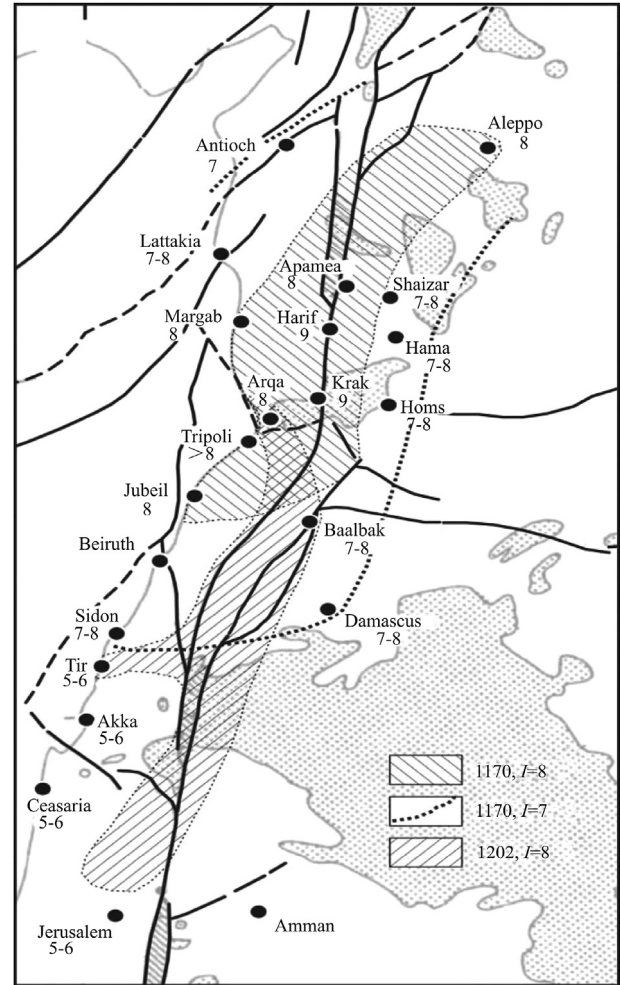 Aleppo
8
Antioch
7
Lattakia
7-8
Apamea
8
Shaizar
7-8
Margab
8
Harif
9
Hama
7-8
Arqa
8
Krak
9
Homs
7-8
Tripoli
>8
Jubeil
8
Baalbak
7-8
Beiruth
Sidon
7-8
Damascus
7-8
Tir
5-6
Akka
5-6
1170, I=8
Ceasaria
5-6
1170, I=7
1202, I=8
Jerusalem
5-6
Amman